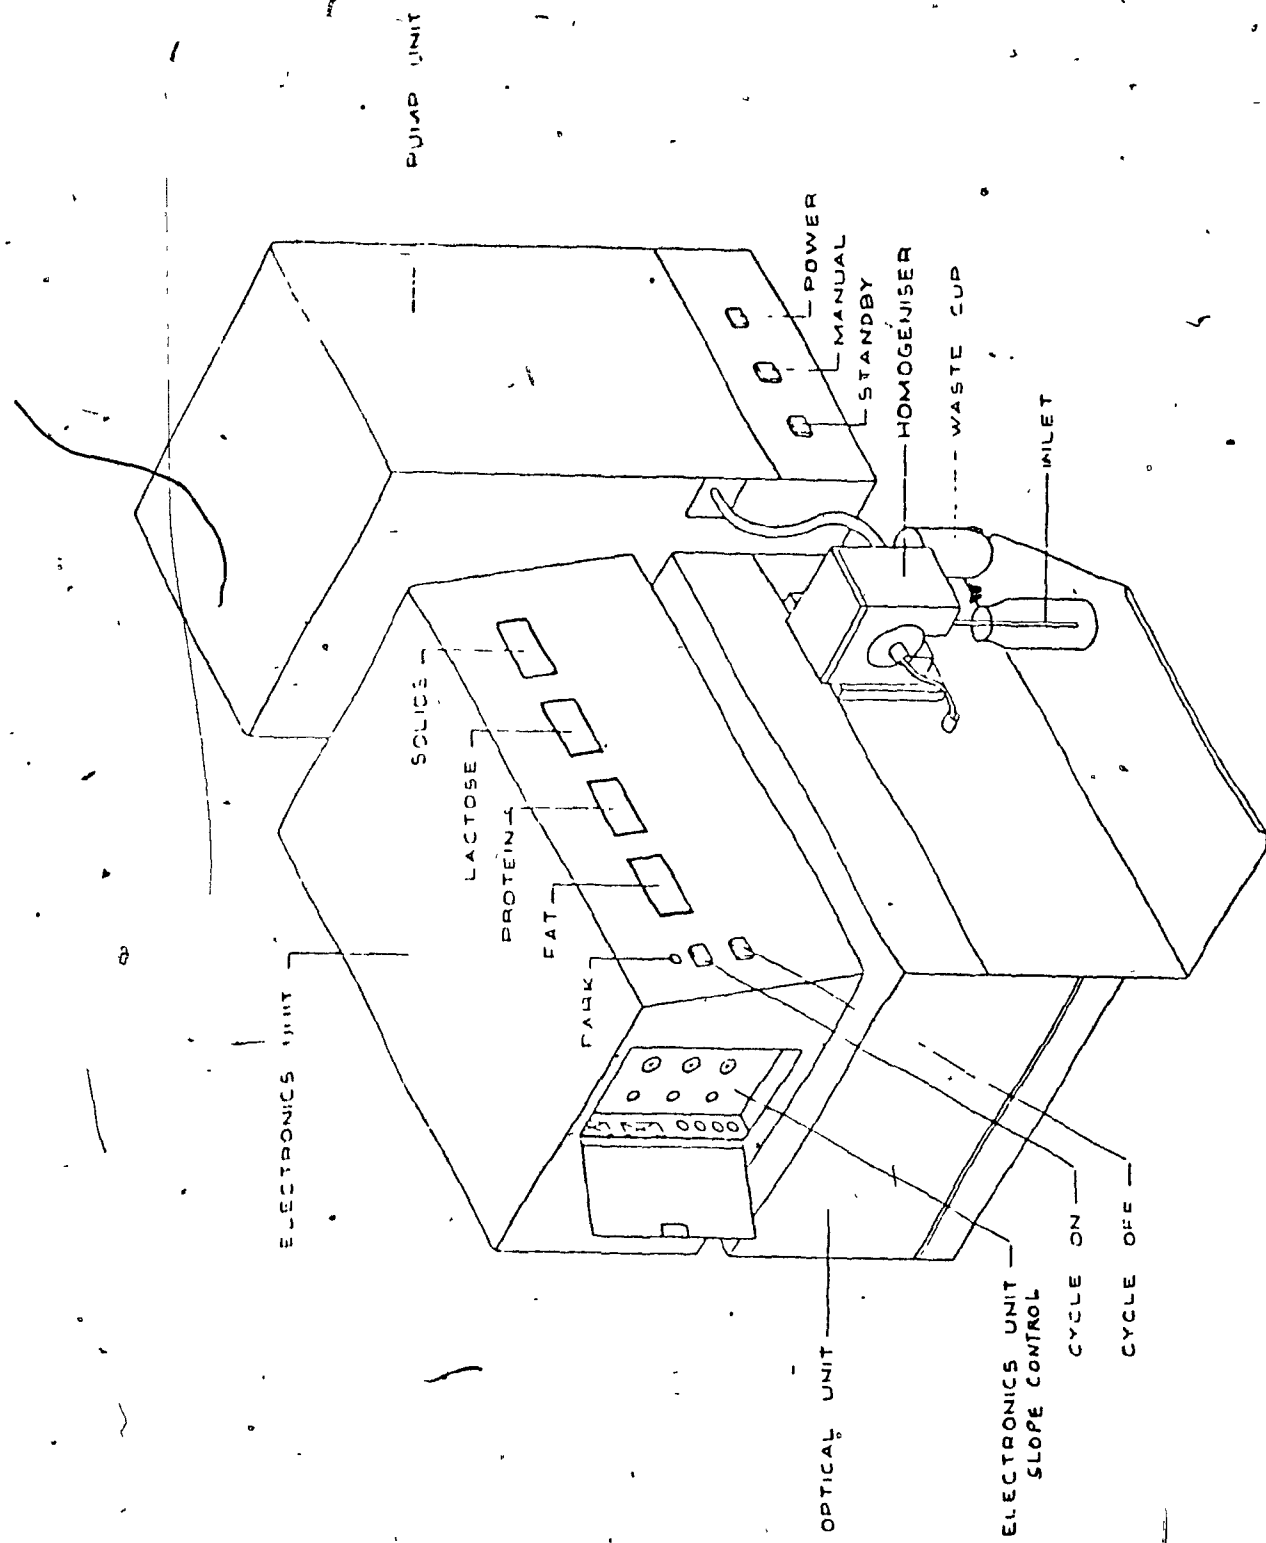 PUMP UNIT
ELECTRONICS UNIT
SOLIDS
LACTOSE
PROTEIN
FAT
PARK
POWER
MANUAL
STANDBY
HOMOGENISER
WASTE CUP
INLET
OPTICAL UNIT
ELECTRONICS UNIT
SLOPE CONTROL
CYCLE ON
CYCLE OFF